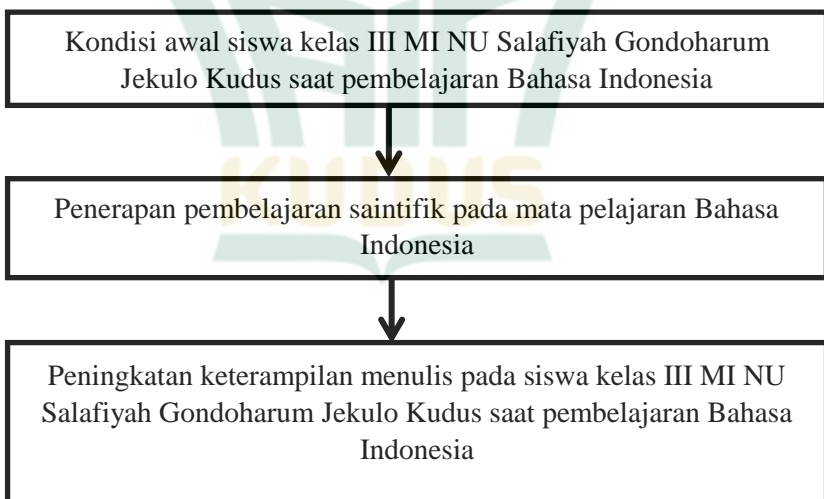 Kondisi awal siswa kelas III MI NU Salafiyah Gondoharum
Jekulo Kudus saat pembelajaran Bahasa Indonesia
KUDUS
Penerapan pembelajaran saintifik pada mata pelajaran Bahasa
Indonesia
Peningkatan keterampilan menulis pada siswa kelas III MI NU
Salafiyah Gondoharum Jekulo Kudus saat pembelajaran Bahasa
Indonesia